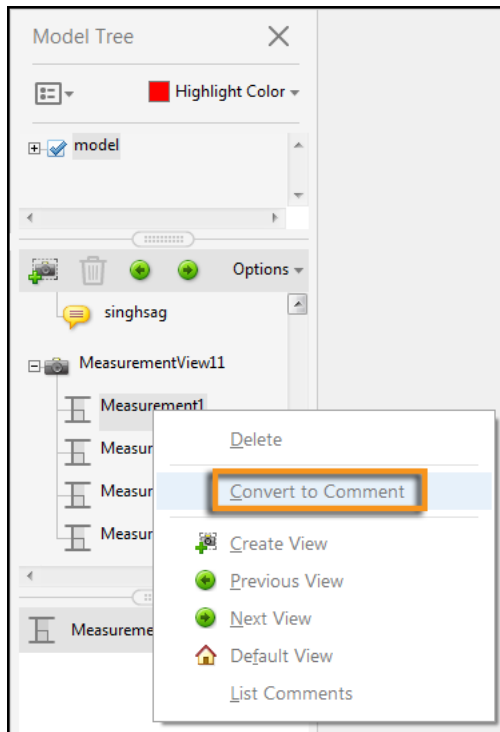 Model Tree
Highlight Color
model
Options
singhsag
MeasurementView11
Measurement1
Measur
Measur
Measur
Measureme
Delete
Convert to Comment
Create View
Previous View
Next View
Default View
List Comments